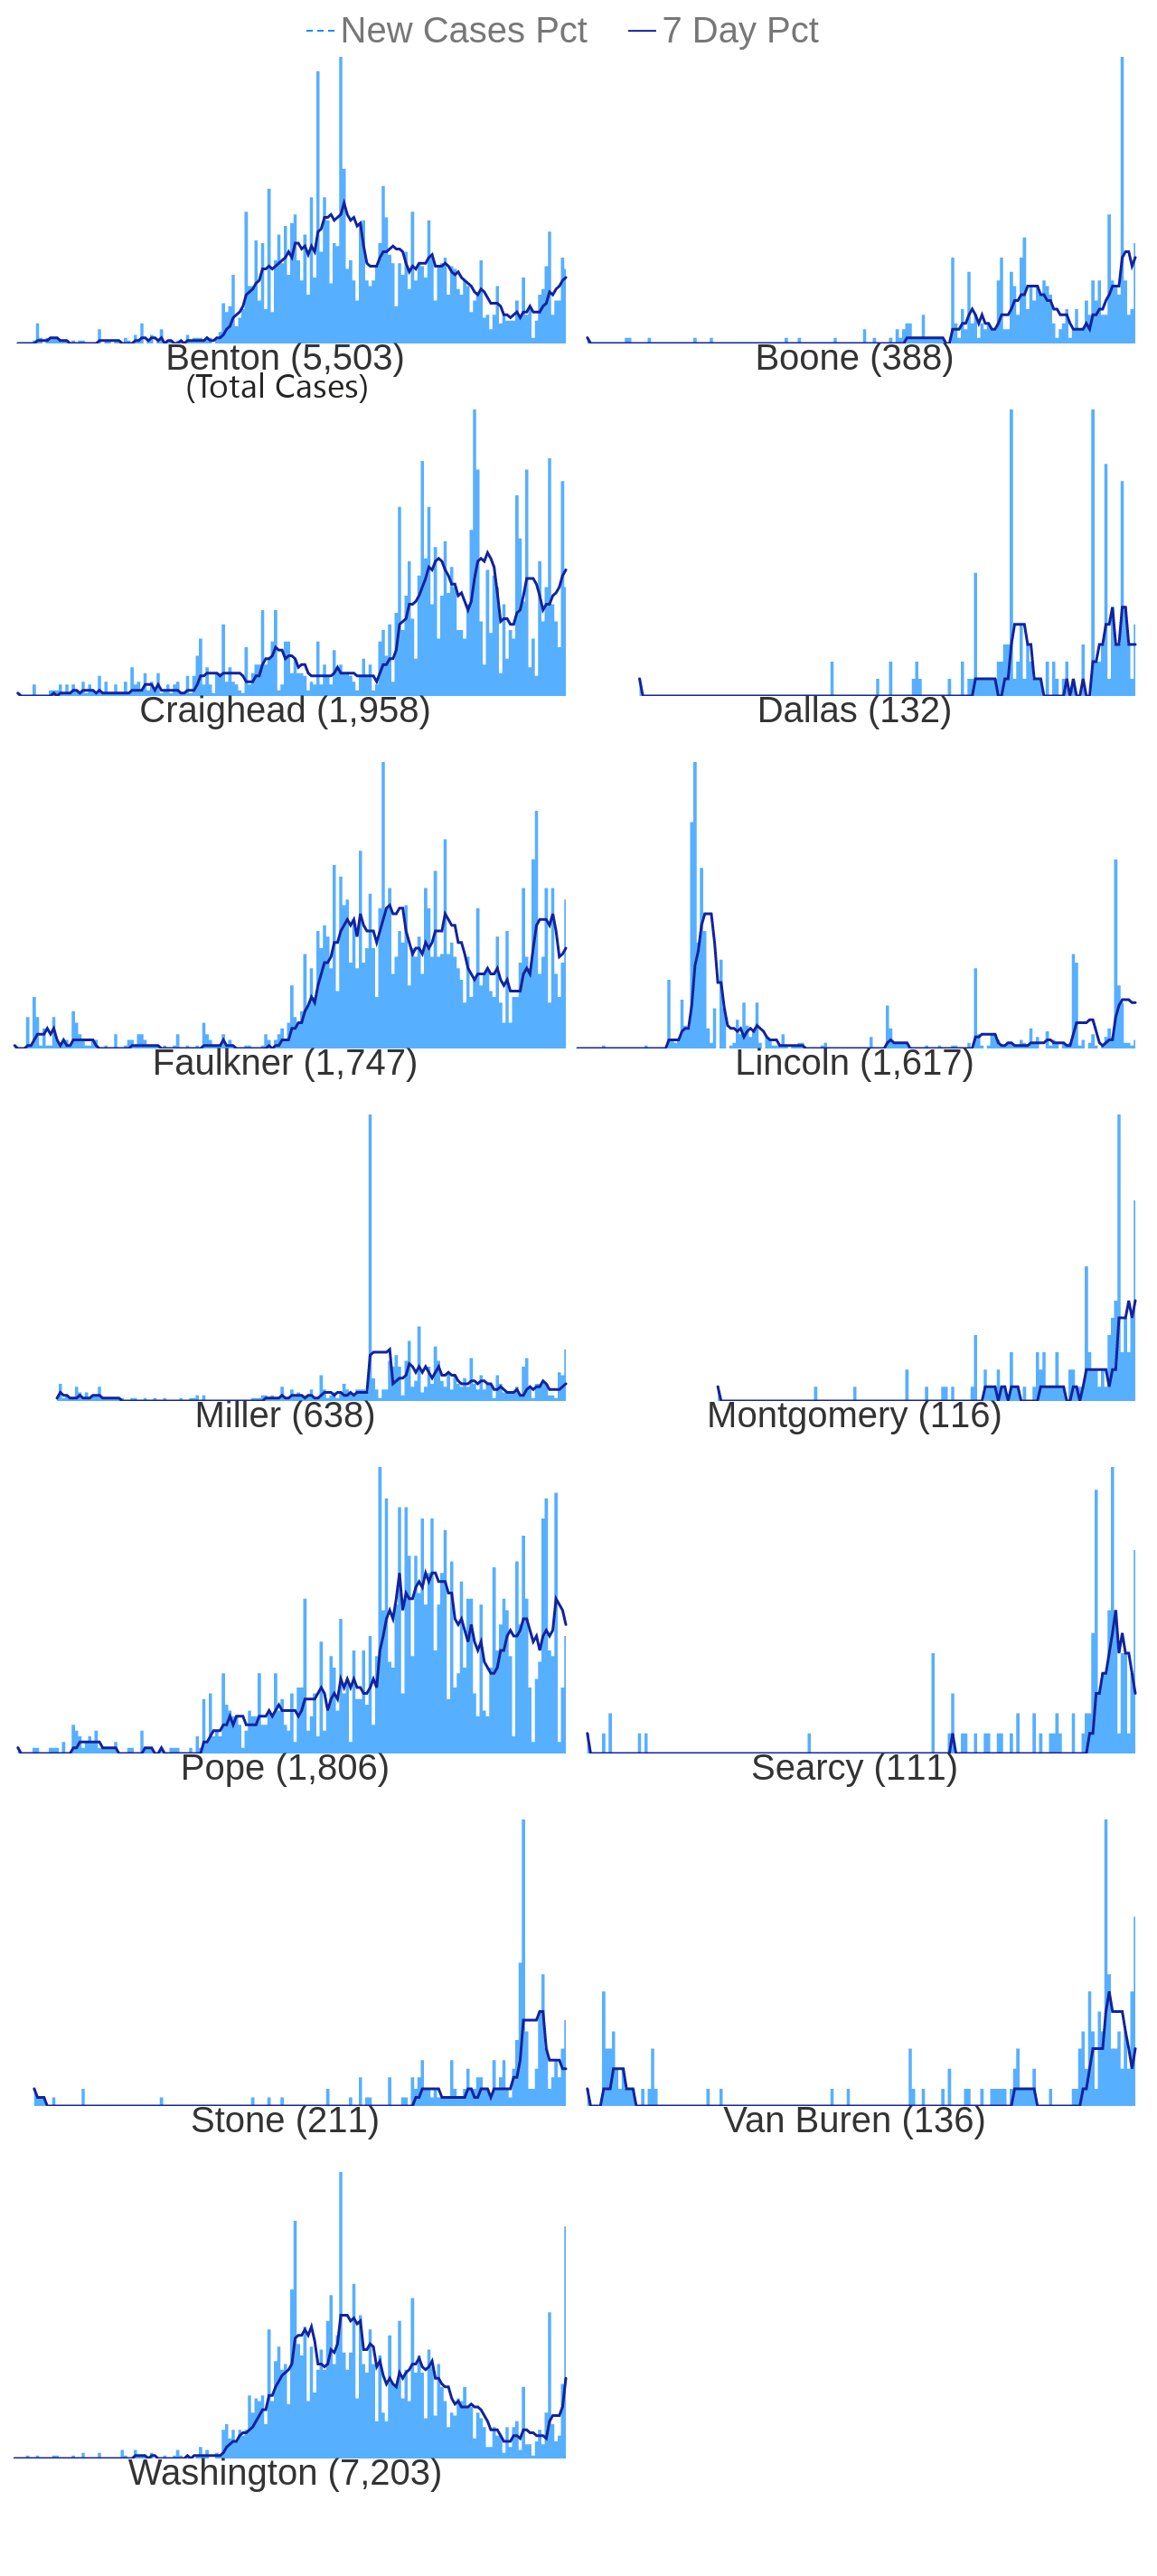 New Cases Pct 7 Day Pct
Benton (5,503) Boone (388)
(Total Cases)
Craighead (1,958) Dallas (132)
Faulkner (1,747) Lincoln (1,617)
Miller (638) Montgomery (116)
Pope (1,806) Searcy (111)
Stone (211) Van Buren (136)
Washington (7,203)